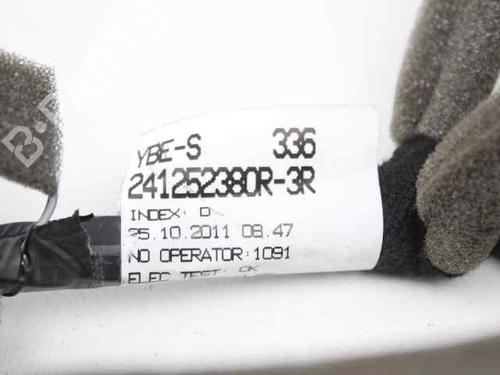 YBE-S 336
241252380R-3R
INDEX: D
25.10.2011 08.47
NO OPERATOR:1091
ELEC TEST: OK